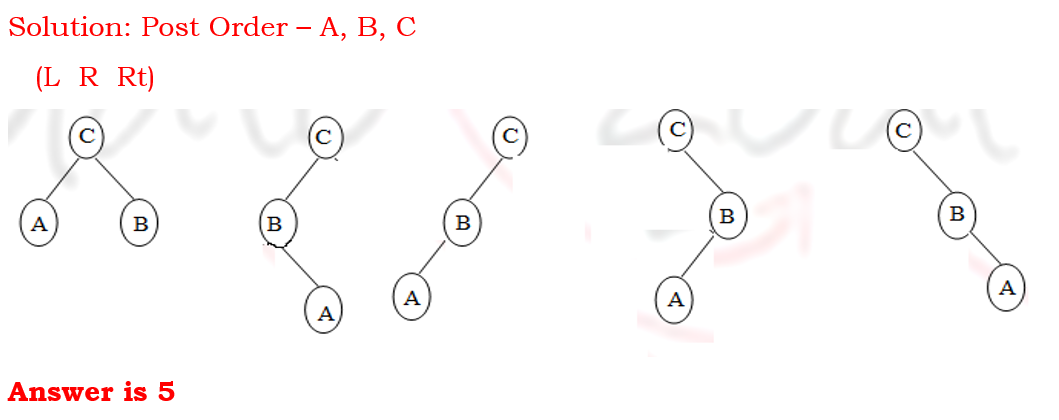 Solution: Post Order – A, B, C
(L R Rt)
C C C C C
A B B B B B
A A A A
Answer is 5